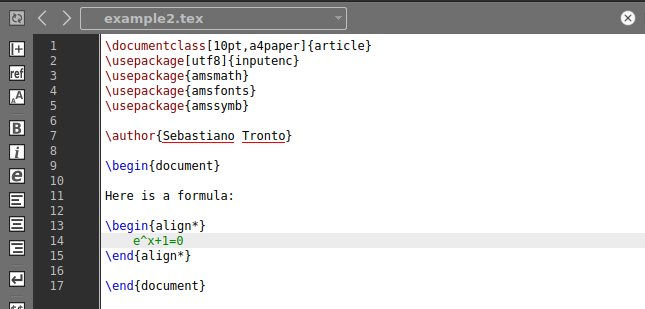 example2.tex
1 \documentclass[10pt,a4paper]{article}
2 \usepackage[utf8]{inputenc}
3 \usepackage{amsmath}
4 \usepackage{amsfonts}
5 \usepackage{amssymb}
6
7 \author{Sebastiano Tronto}
8
9 \begin{document}
10
11 Here is a formula:
12
13 \begin{align*}
14 e^x+1=0
15 \end{align*}
16
17 \end{document}
ref
A A
B
i
e